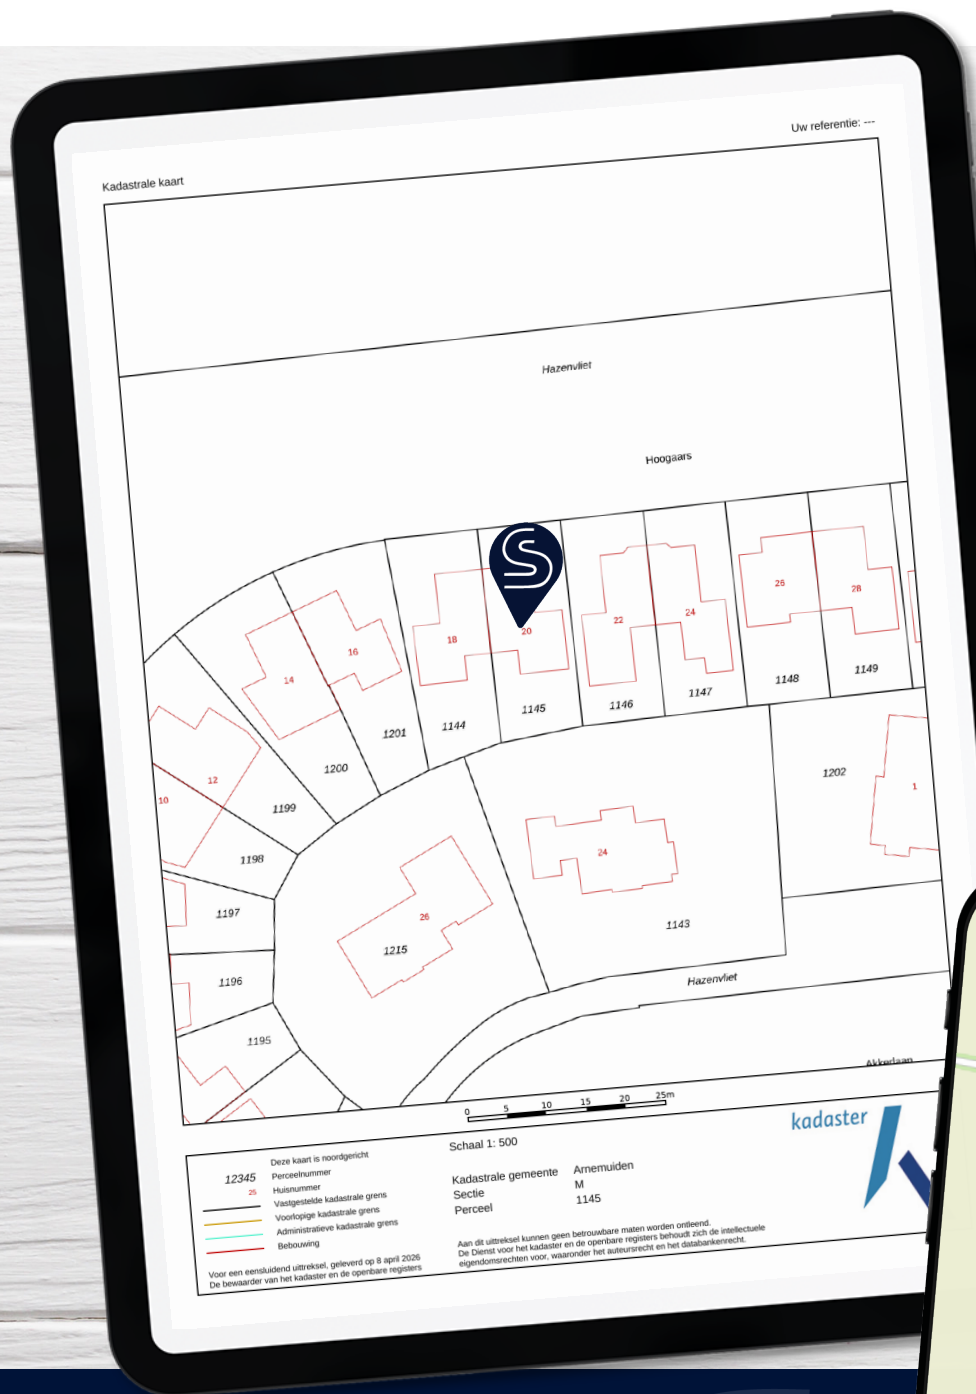 Uw referentie: ---
Kadastrale kaart
Hazenvliet
Hoogaars
26
28
22
24
20
18
16
14
1149
1148
1147
1146
1145
1144
1201
1200
1202
12
10
1
1199
24
1198
1197
26
1143
1215
1196
Hazenvliet
1195
Akkerlaan
0 5 10 15 20 25m
Schaal 1: 500
kadaster
Deze kaart is noordgericht
12345 Perceelnummer
25 Huisnummer
Vastgestelde kadastrale grens
Voorlopige kadastrale grens
Administratieve kadastrale grens
Bebouwing
Kadastrale gemeente Arnemuiden
Sectie M
Perceel 1145
Voor een eensluidend uittreksel, geleverd op 8 april 2026
De bewaarder van het kadaster en de openbare registers
Aan dit uittreksel kunnen geen betrouwbare maten worden ontleend.
De Dienst voor het kadaster en de openbare registers behoudt zich de intellectuele
eigendomsrechten voor, waaronder het auteursrecht en het databankenrecht.